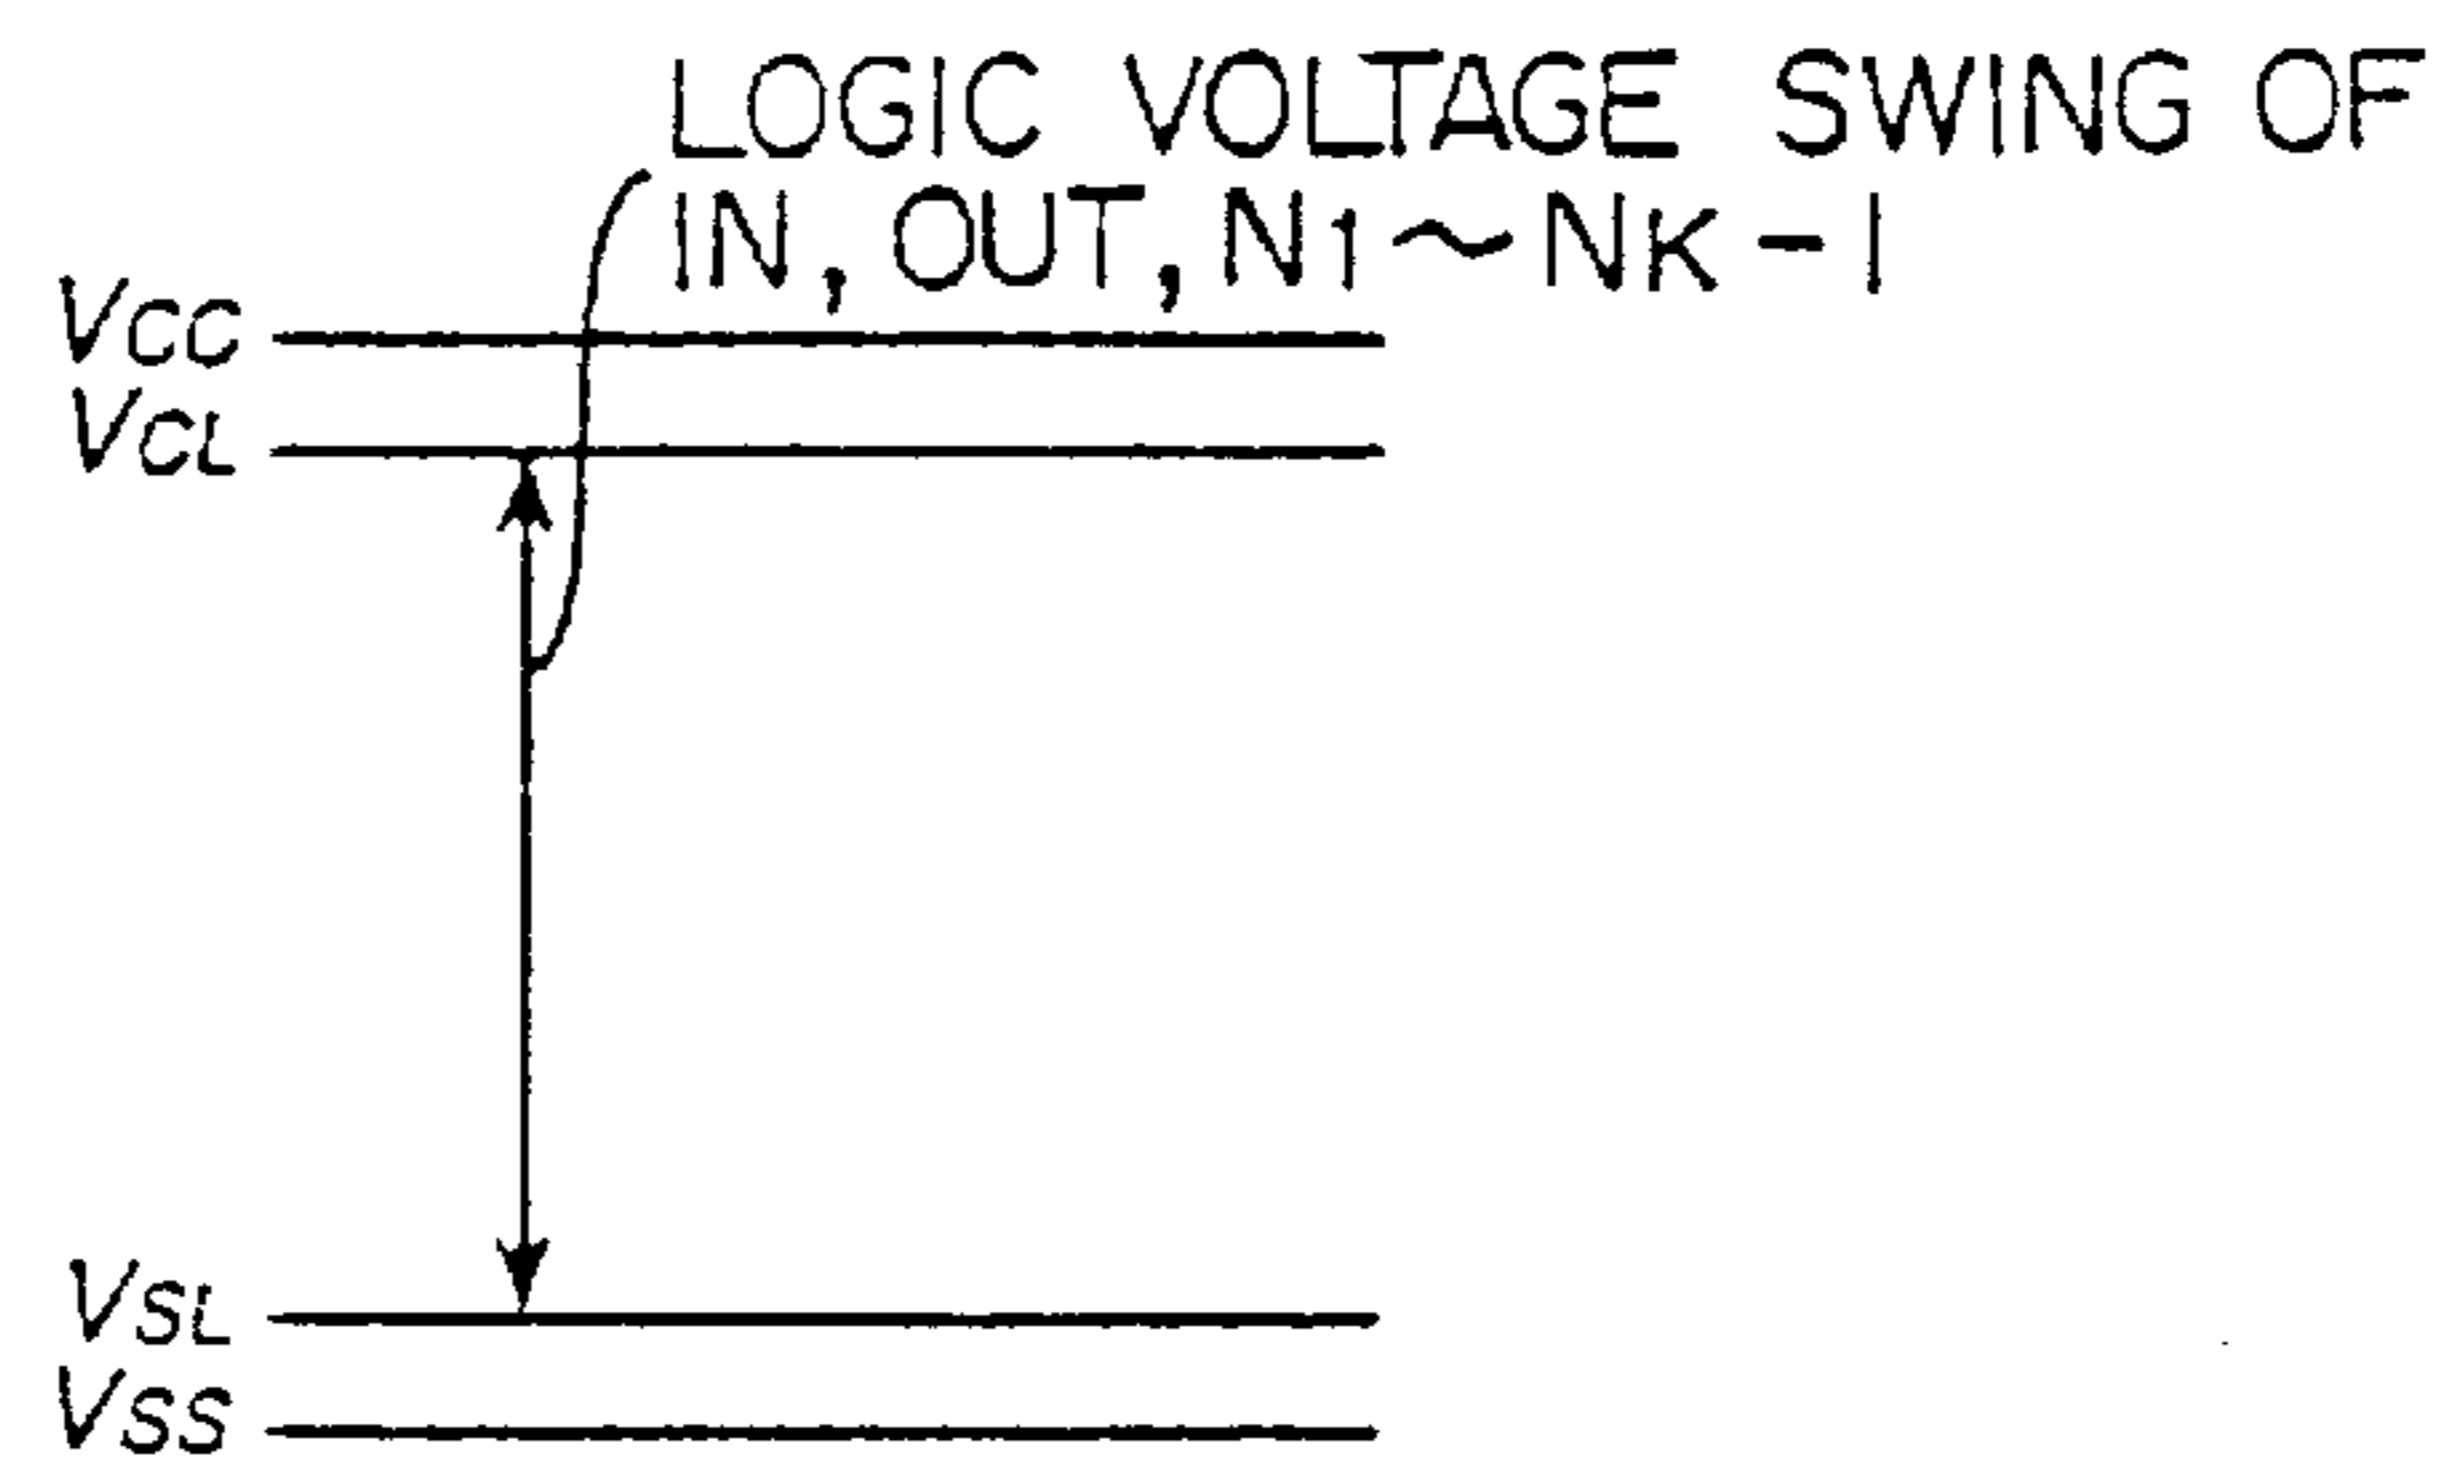 LOGIC VOLTAGE SWING OF
IN, OUT, N1~NK-1
VCC
VCL
VSL
VSS